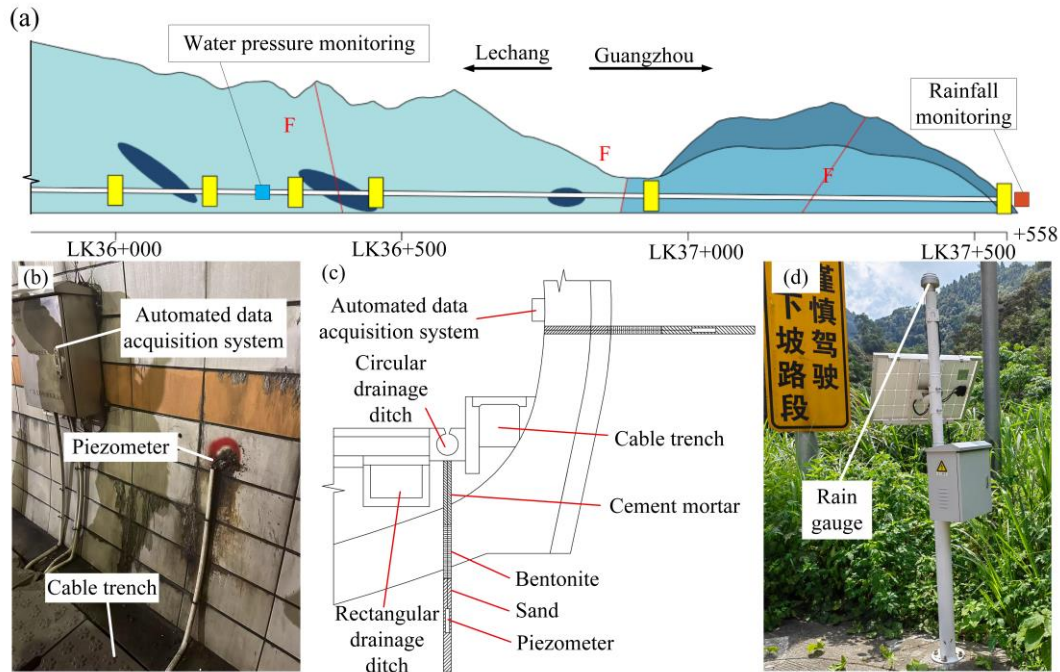 (a)
Water pressure monitoring
Lechang
Guangzhou
Rainfall
monitoring
F
F
F
LK36+000
LK36+500
LK37+000
LK37+500
+558
(b)
Automated data
acquisition system
Piezometer
Cable trench
(c)
Automated data
acquisition system
Circular
drainage
ditch
Cable trench
Cement mortar
Bentonite
Sand
Piezometer
Rectangular
drainage
ditch
(d)
谨慎驾驶
下坡路段
Rain
gauge